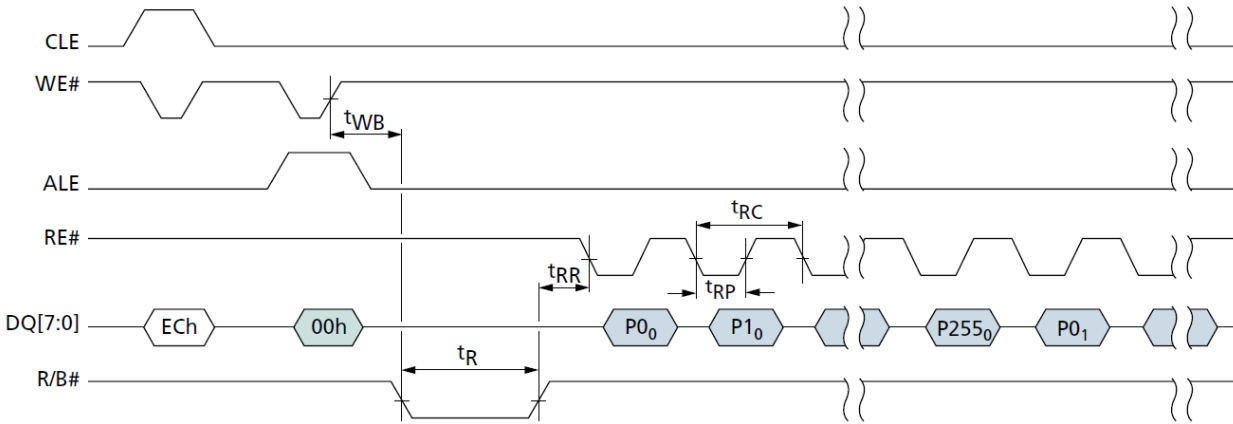 CLE
WE#
tWB
ALE
tRC
RE#
tRR
tRP
DQ[7:0] ECh 00h P0₀ P1₀ P255₀ P0₁
tR
R/B#